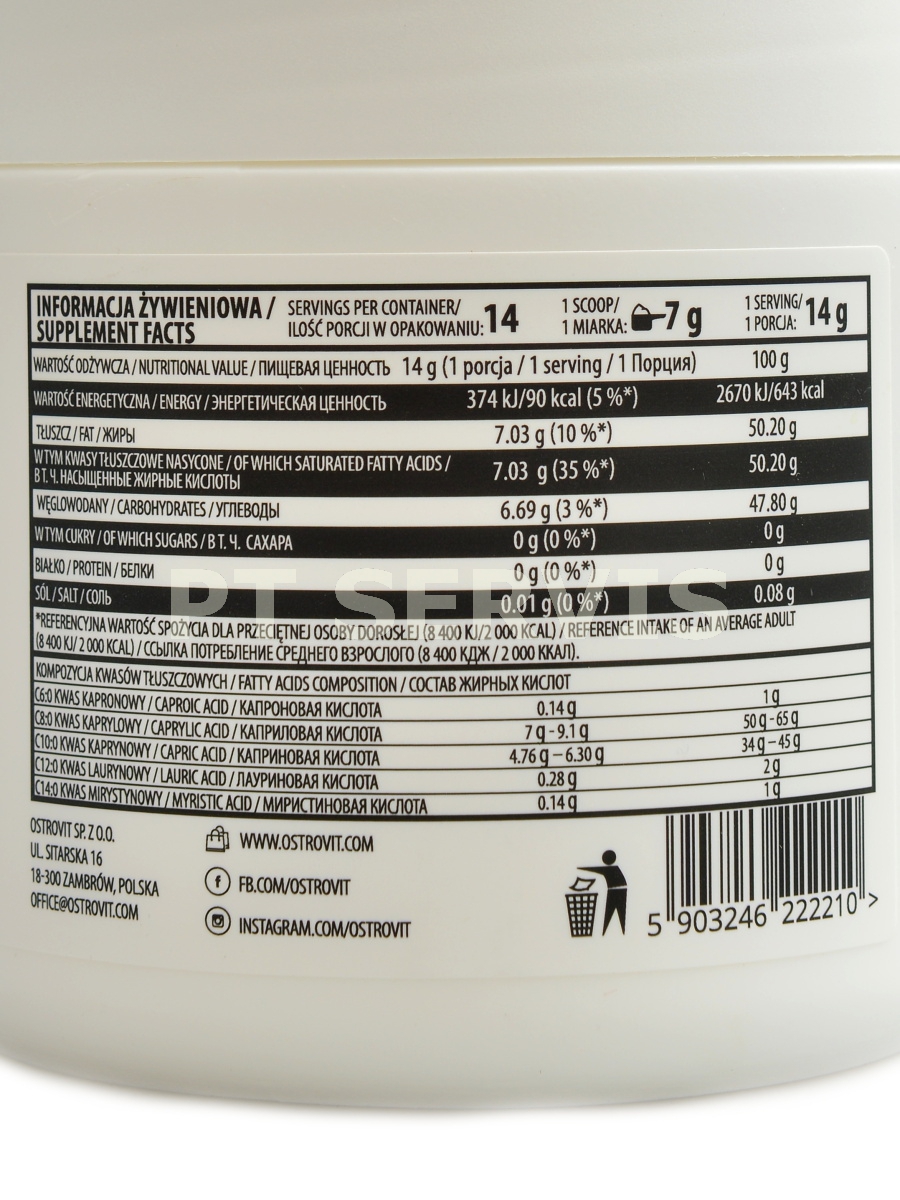 INFORMACJA ŻYWIENIOWA /
SUPPLEMENT FACTS
SERVINGS PER CONTAINER/
ILOŚĆ PORCJI W OPAKOWANIU: 14
1 SCOOP/
1 MIARKA: 7 g
1 SERVING/
1 PORCJA: 14 g
WARTOŚĆ ODŻYWCZA / NUTRITIONAL VALUE / ПИЩЕВАЯ ЦЕННОСТЬ 14 g (1 porcja / 1 serving / 1 Порция) 100 g
WARTOŚĆ ENERGETYCZNA / ENERGY / ЭНЕРГЕТИЧЕСКАЯ ЦЕННОСТЬ 374 kJ/90 kcal (5 %*) 2670 kJ/643 kcal
TŁUSZCZ / FAT / ЖИРЫ 7.03 g (10 %*) 50.20 g
W TYM KWASY TŁUSZCZOWE NASYCONE / OF WHICH SATURATED FATTY ACIDS /
В Т. Ч. НАСЫЩЕННЫЕ ЖИРНЫЕ КИСЛОТЫ 7.03 g (35 %*) 50.20 g
WĘGLOWODANY / CARBOHYDRATES / УГЛЕВОДЫ 6.69 g (3 %*) 47.80 g
W TYM CUKRY / OF WHICH SUGARS / В Т. Ч. САХАРА 0 g (0 %*) 0 g
BIAŁKO / PROTEIN / БЕЛКИ 0 g (0 %*) 0 g
SÓL / SALT / СОЛЬ 0.01 g (0 %*) 0.08 g
PT SERVIS
*REFERENCYJNA WARTOŚĆ SPOŻYCIA DLA PRZECIĘTNEJ OSOBY DOROSŁEJ (8 400 KJ/2 000 KCAL) / REFERENCE INTAKE OF AN AVERAGE ADULT
(8 400 KJ/2 000 KCAL) / ССЫЛКА ПОТРЕБЛЕНИЕ СРЕДНЕГО ВЗРОСЛОГО (8 400 КДЖ / 2 000 ККАЛ).
KOMPOZYCJA KWASÓW TŁUSZCZOWYCH / FATTY ACIDS COMPOSITION / СОСТАВ ЖИРНЫХ КИСЛОТ
C6:0 KWAS KAPRONOWY / CAPROIC ACID / КАПРОНОВАЯ КИСЛОТА 0.14 g 1 g
C8:0 KWAS KAPRYLOWY / CAPRYLIC ACID / КАПРИЛОВАЯ КИСЛОТА 7 g - 9.1 g 50 g - 65 g
C10:0 KWAS KAPRYNOWY / CAPRIC ACID / КАПРИНОВАЯ КИСЛОТА 4.76 g – 6.30 g 34 g – 45 g
C12:0 KWAS LAURYNOWY / LAURIC ACID / ЛАУРИНОВАЯ КИСЛОТА 0.28 g 2 g
C14:0 KWAS MIRYSTYNOWY / MYRISTIC ACID / МИРИСТИНОВАЯ КИСЛОТА 0.14 g 1 g
OSTROVIT SP. Z O.O.
UL. SITARSKA 16
18-300 ZAMBRÓW, POLSKA
OFFICE@OSTROVIT.COM
WWW.OSTROVIT.COM
FB.COM/OSTROVIT
INSTAGRAM.COM/OSTROVIT
5 903246 222210 >